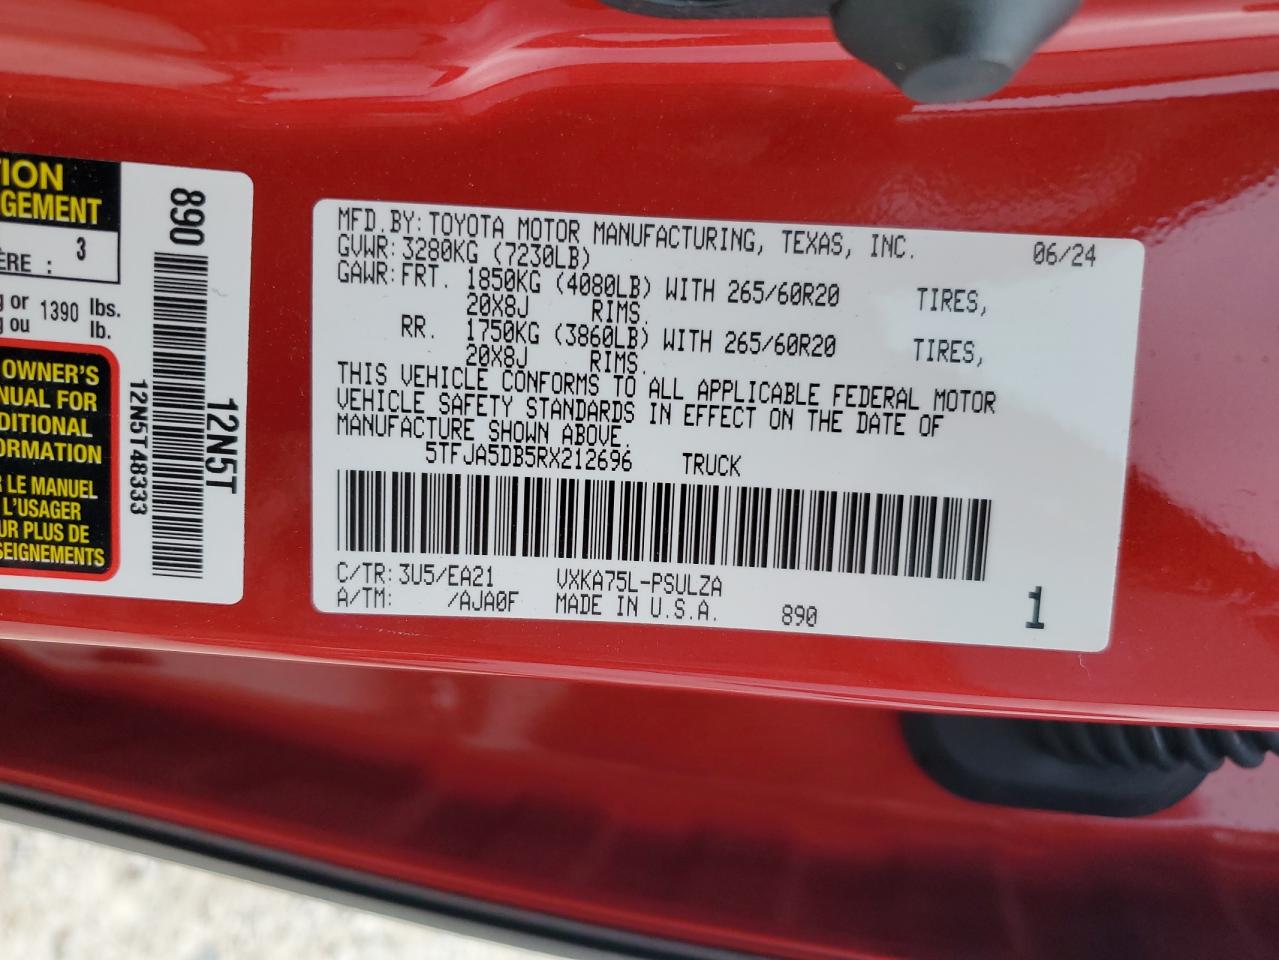 TION
GEMENT
ÈRE : 3
g or 1390 lbs.
g ou lb.
OWNER'S
NUAL FOR
DITIONAL
FORMATION
LE MANUEL
L'USAGER
UR PLUS DE
SEIGNEMENTS
890
12N5T
12N5T48333
MFD.BY: TOYOTA MOTOR MANUFACTURING, TEXAS, INC. 06/24
GVWR: 3280KG (7230LB)
GAWR: FRT. 1850KG (4080LB) WITH 265/60R20 TIRES,
20X8J RIMS.
RR. 1750KG (3860LB) WITH 265/60R20 TIRES,
20X8J RIMS.
THIS VEHICLE CONFORMS TO ALL APPLICABLE FEDERAL MOTOR
VEHICLE SAFETY STANDARDS IN EFFECT ON THE DATE OF
MANUFACTURE SHOWN ABOVE.
5TFJA5DB5RX212696 TRUCK
C/TR: 3U5/EA21 VXKA75L-PSULZA
A/TM: /AJA0F MADE IN U.S.A. 890
1